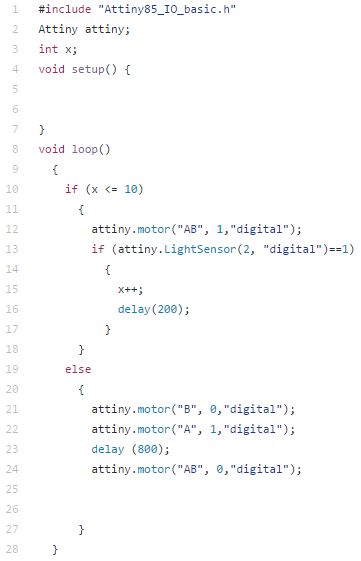 1 #include "Attiny85_IO_basic.h"
2 Attiny attiny;
3 int x;
4 void setup() {
5
6
7 }
8 void loop()
9 {
10 if (x <= 10)
11 {
12 attiny.motor("AB", 1,"digital");
13 if (attiny.LightSensor(2, "digital")==1)
14 {
15 x++;
16 delay(200);
17 }
18 }
19 else
20 {
21 attiny.motor("B", 0,"digital");
22 attiny.motor("A", 1,"digital");
23 delay (800);
24 attiny.motor("AB", 0,"digital");
25
26
27 }
28 }